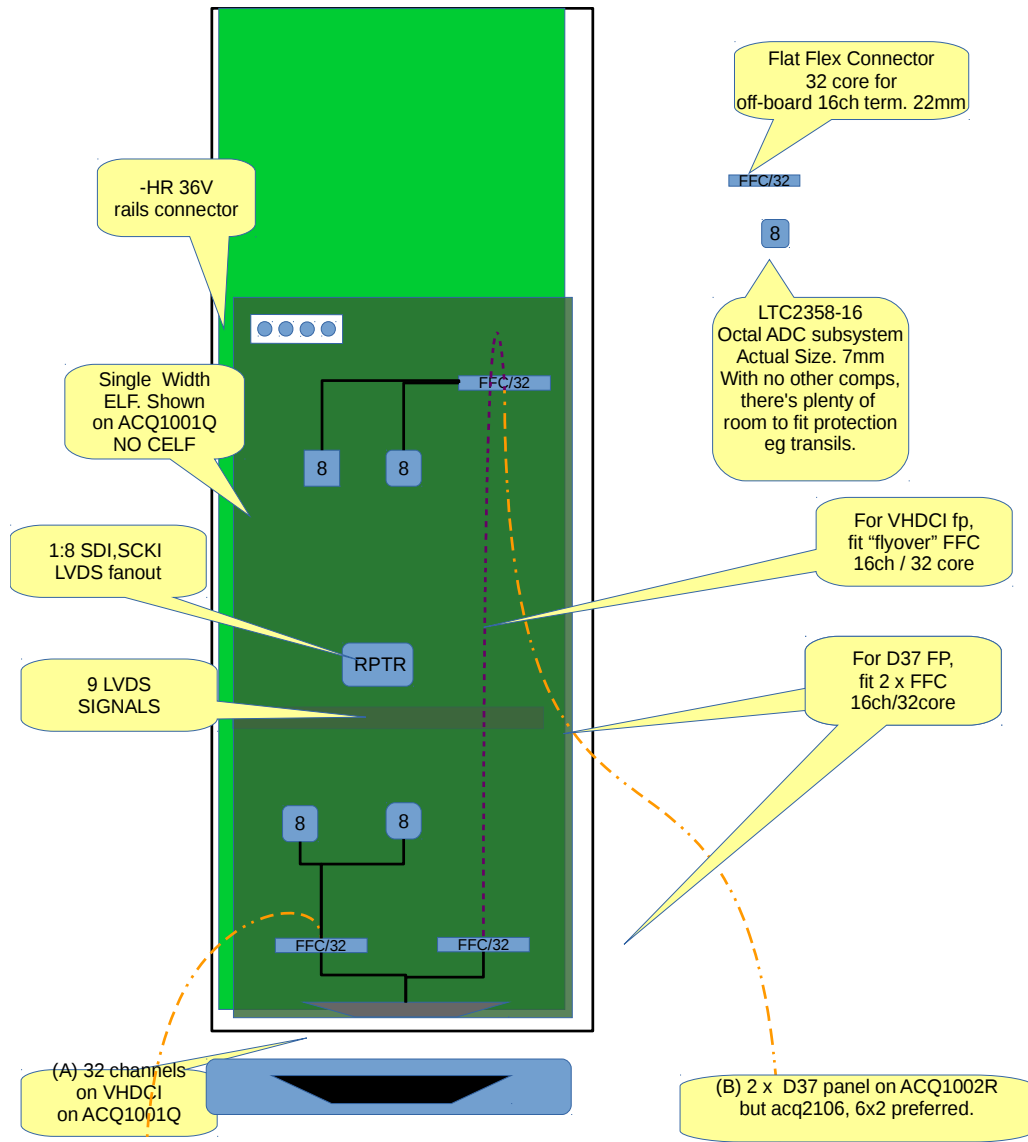 Flat Flex Connector
32 core for
off-board 16ch term. 22mm
FFC/32
8
LTC2358-16
Octal ADC subsystem
Actual Size. 7mm
With no other comps,
there's plenty of
room to fit protection
eg transils.
-HR 36V
rails connector
Single Width
ELF. Shown
on ACQ1001Q
NO CELF
FFC/32
8
8
1:8 SDI,SCKI
LVDS fanout
RPTR
For VHDCI fp,
fit “flyover” FFC
16ch / 32 core
9 LVDS
SIGNALS
For D37 FP,
fit 2 x FFC
16ch/32core
8
8
FFC/32
FFC/32
(A) 32 channels
on VHDCI
on ACQ1001Q
(B) 2 x D37 panel on ACQ1002R
but acq2106, 6x2 preferred.